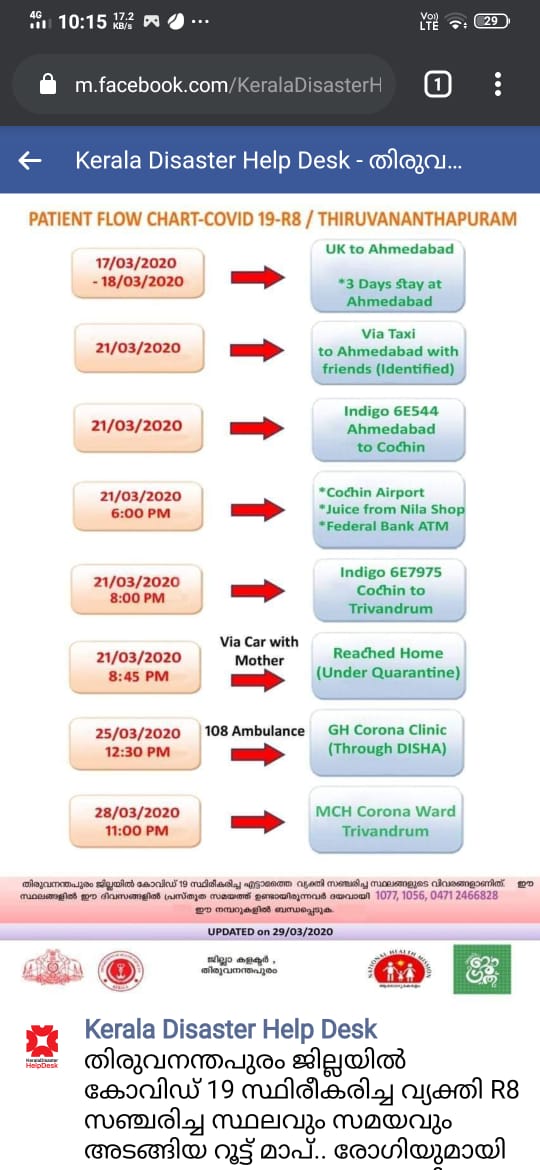 4G 10:15 17.2 KB/s ... Vo) LTE 29
m.facebook.com/KeralaDisasterH 1
Kerala Disaster Help Desk - തിരുവ...
PATIENT FLOW CHART-COVID 19-R8 / THIRUVANANTHAPURAM
17/03/2020
- 18/03/2020
UK to Ahmedabad
*3 Days stay at
Ahmedabad
21/03/2020
Via Taxi
to Ahmedabad with
friends (Identified)
21/03/2020
Indigo 6E544
Ahmedabad
to Cochin
21/03/2020
6:00 PM
*Cochin Airport
*Juice from Nila Shop
*Federal Bank ATM
21/03/2020
8:00 PM
Indigo 6E7975
Cochin to
Trivandrum
21/03/2020
8:45 PM
Via Car with
Mother
Reached Home
(Under Quarantine)
25/03/2020
12:30 PM
108 Ambulance
GH Corona Clinic
(Through DISHA)
28/03/2020
11:00 PM
MCH Corona Ward
Trivandrum
തിരുവനന്തപുരം ജില്ലയിൽ കോവിഡ് 19 സ്ഥിരീകരിച്ച എട്ടാമത്തെ വ്യക്തി സഞ്ചരിച്ച സ്ഥലങ്ങളുടെ വിവരങ്ങളാണിത്. ഈ
സ്ഥലങ്ങളിൽ ഈ ദിവസങ്ങളിൽ പ്രസ്തുത സമയത്ത് ഉണ്ടായിരുന്നവർ ദയവായി 1077, 1056, 0471 2466828
ഈ നമ്പറുകളിൽ ബന്ധപ്പെടുക.
UPDATED on 29/03/2020
ജില്ലാ കളക്ടർ ,
തിരുവനന്തപുരം
NATIONAL HEALTH MISSION
Kerala Disaster Help Desk
KeralaDisaster
HelpDesk
തിരുവനന്തപുരം ജില്ലയിൽ
കോവിഡ് 19 സ്ഥിരീകരിച്ച വ്യക്തി R8
സഞ്ചരിച്ച സ്ഥലവും സമയവും
അടങ്ങിയ റൂട്ട് മാപ്.. രോഗിയുമായി